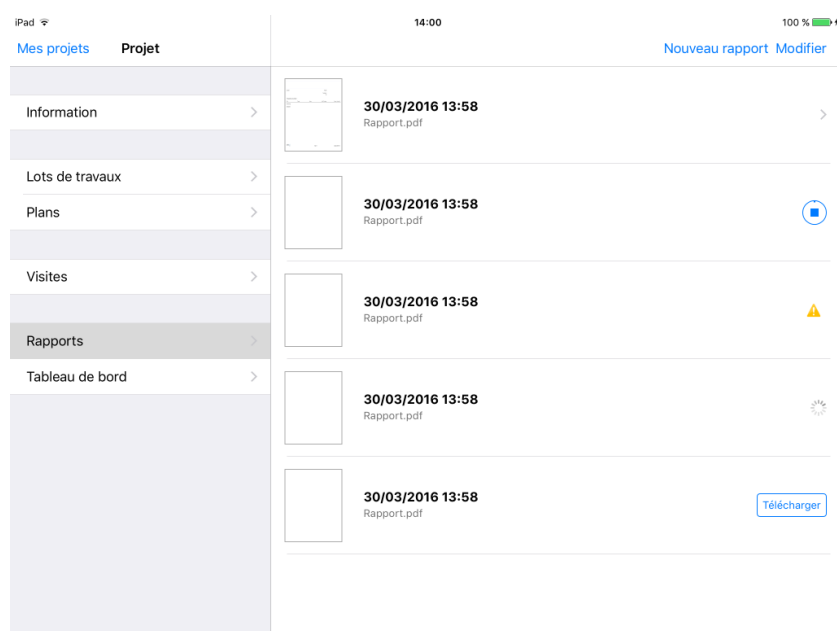 iPad 14:00 100 %
Mes projets Projet Nouveau rapport Modifier
Information
Lots de travaux
Plans
Visites
Rapports
Tableau de bord
30/03/2016 13:58
Rapport.pdf
30/03/2016 13:58
Rapport.pdf
30/03/2016 13:58
Rapport.pdf
30/03/2016 13:58
Rapport.pdf
30/03/2016 13:58
Rapport.pdf
Télécharger